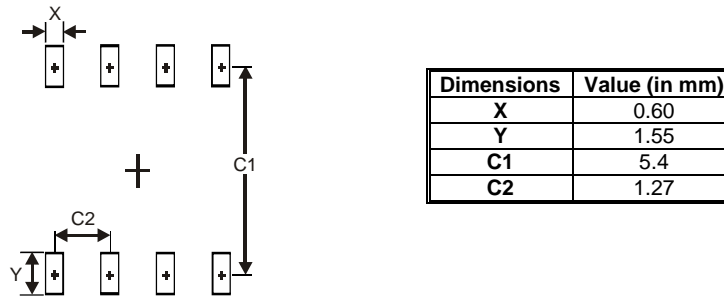 X
C1
C2
Y
Dimensions Value (in mm)
X 0.60
Y 1.55
C1 5.4
C2 1.27